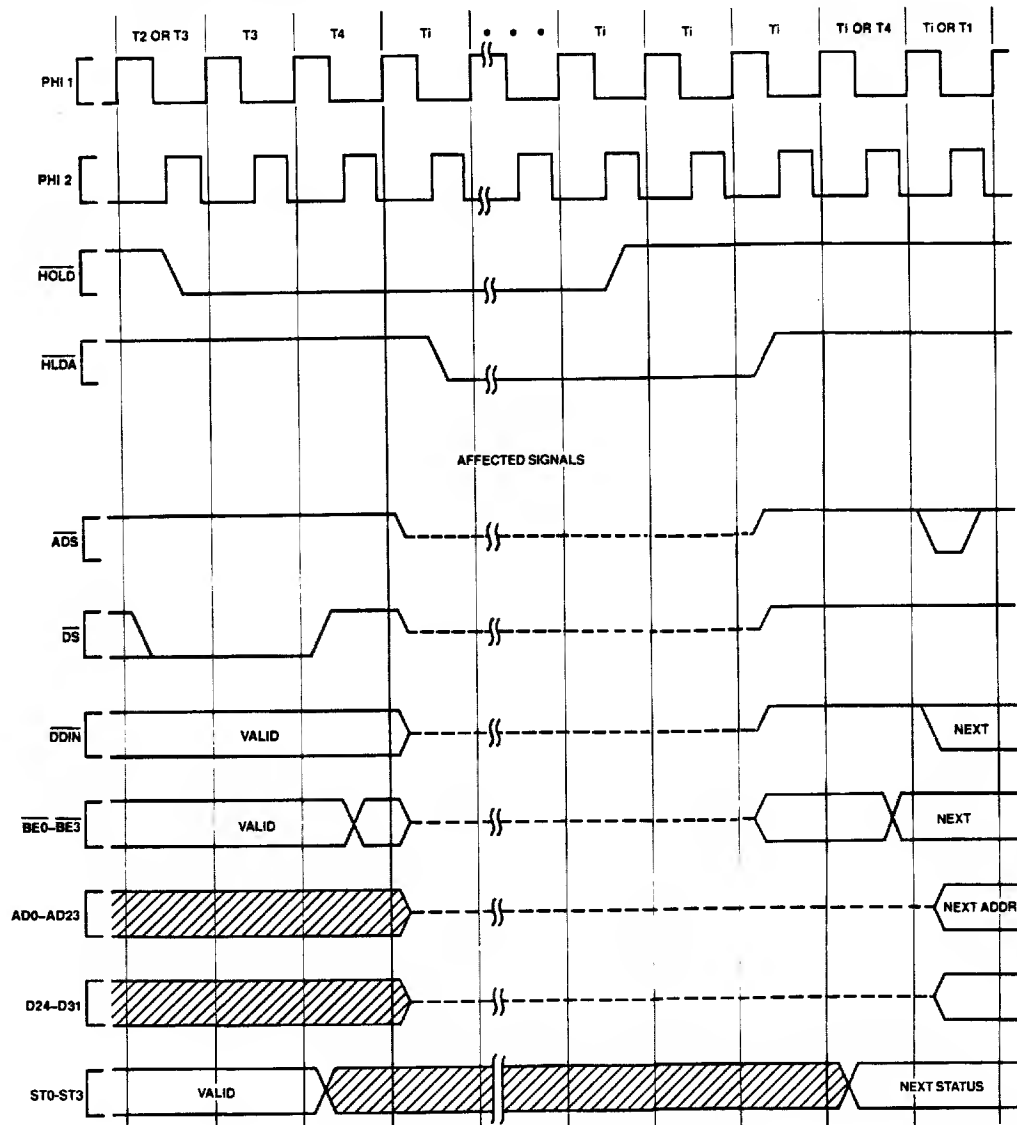 T2 OR T3 T3 T4 Ti • • • Ti Ti Ti Ti OR T4 Ti OR T1
PHI 1
PHI 2
HOLD
HLDA
AFFECTED SIGNALS
ADS
DS
DDIN VALID NEXT
BE0–BE3 VALID NEXT
AD0–AD23 NEXT ADDR
D24–D31
ST0-ST3 VALID NEXT STATUS